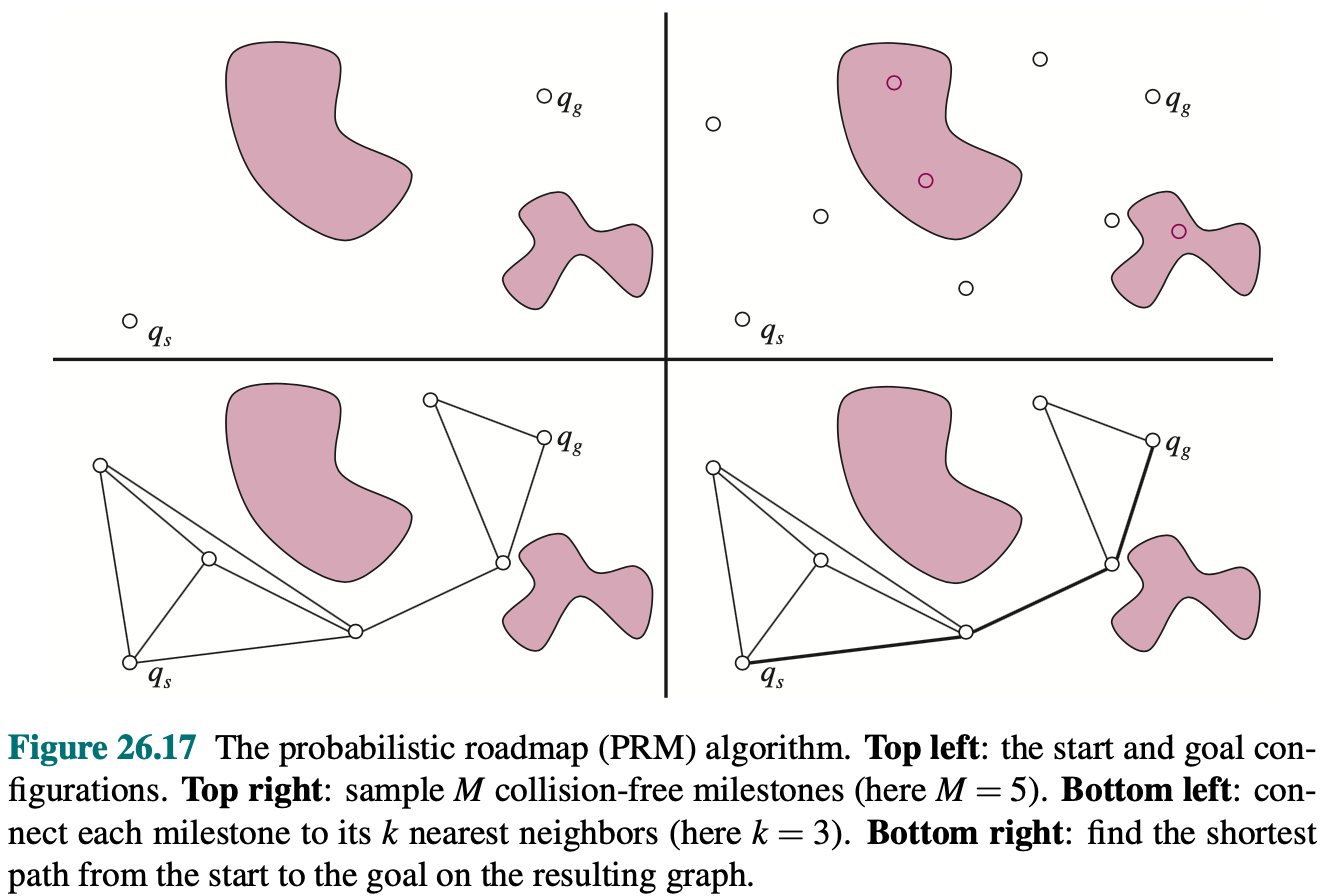 q_g
q_g
q_s
q_s
q_g
q_g
q_s
q_s
Figure 26.17 The probabilistic roadmap (PRM) algorithm. Top left: the start and goal con-
figurations. Top right: sample M collision-free milestones (here M = 5). Bottom left: con-
nect each milestone to its k nearest neighbors (here k = 3). Bottom right: find the shortest
path from the start to the goal on the resulting graph.